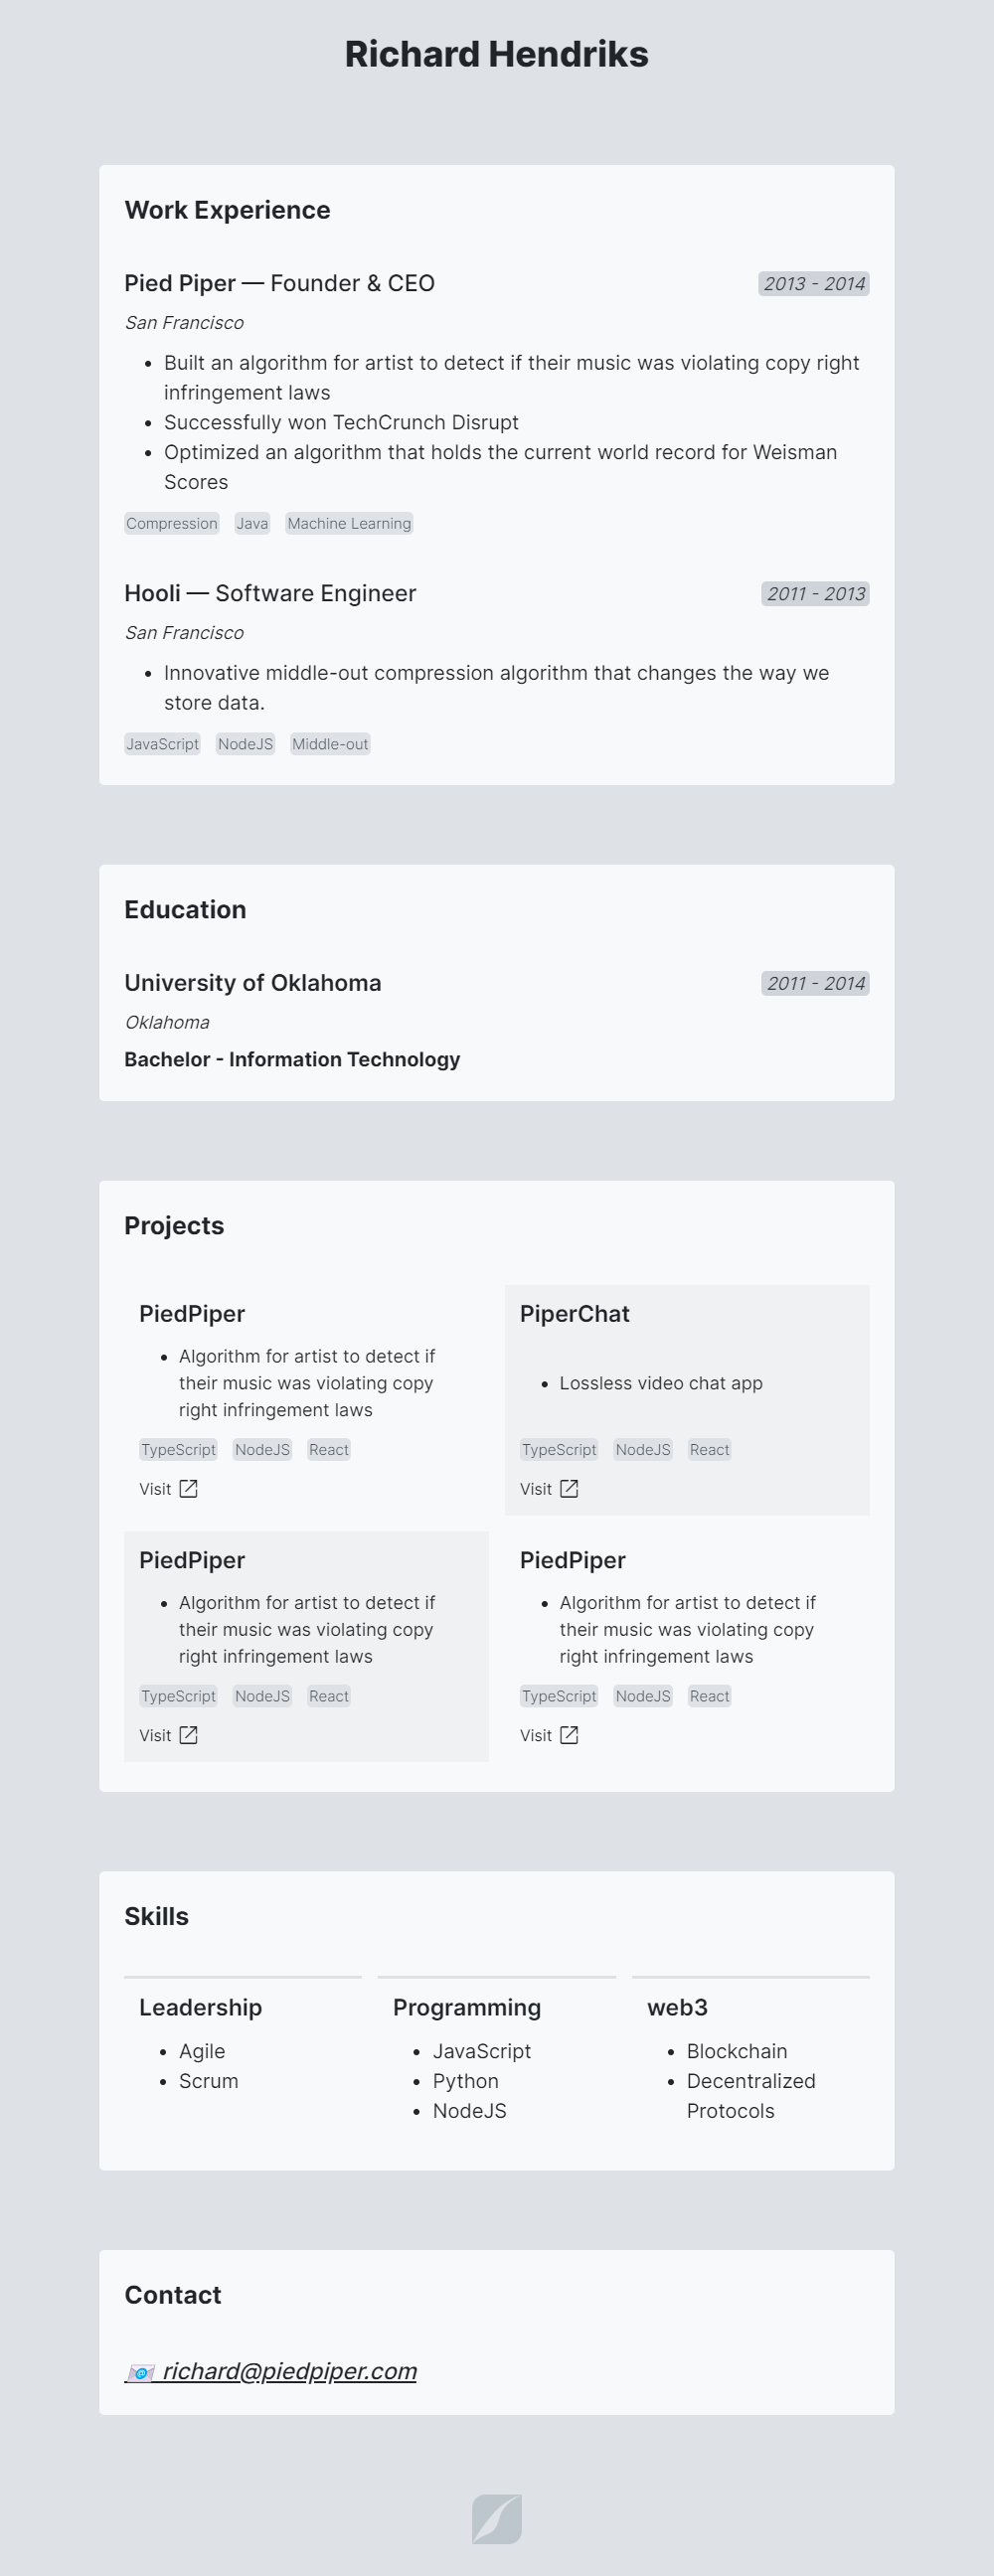 Richard Hendriks
Work Experience
Pied Piper — Founder & CEO
2013 - 2014
San Francisco
• Built an algorithm for artist to detect if their music was violating copy right
infringement laws
• Successfully won TechCrunch Disrupt
• Optimized an algorithm that holds the current world record for Weisman
Scores
Compression Java Machine Learning
Hooli — Software Engineer
2011 - 2013
San Francisco
• Innovative middle-out compression algorithm that changes the way we
store data.
JavaScript NodeJS Middle-out
Education
University of Oklahoma
2011 - 2014
Oklahoma
Bachelor - Information Technology
Projects
PiedPiper
• Algorithm for artist to detect if
their music was violating copy
right infringement laws
TypeScript NodeJS React
Visit
PiperChat
• Lossless video chat app
TypeScript NodeJS React
Visit
PiedPiper
• Algorithm for artist to detect if
their music was violating copy
right infringement laws
TypeScript NodeJS React
Visit
PiedPiper
• Algorithm for artist to detect if
their music was violating copy
right infringement laws
TypeScript NodeJS React
Visit
Skills
Leadership
• Agile
• Scrum
Programming
• JavaScript
• Python
• NodeJS
web3
• Blockchain
• Decentralized
Protocols
Contact
📧 richard@piedpiper.com